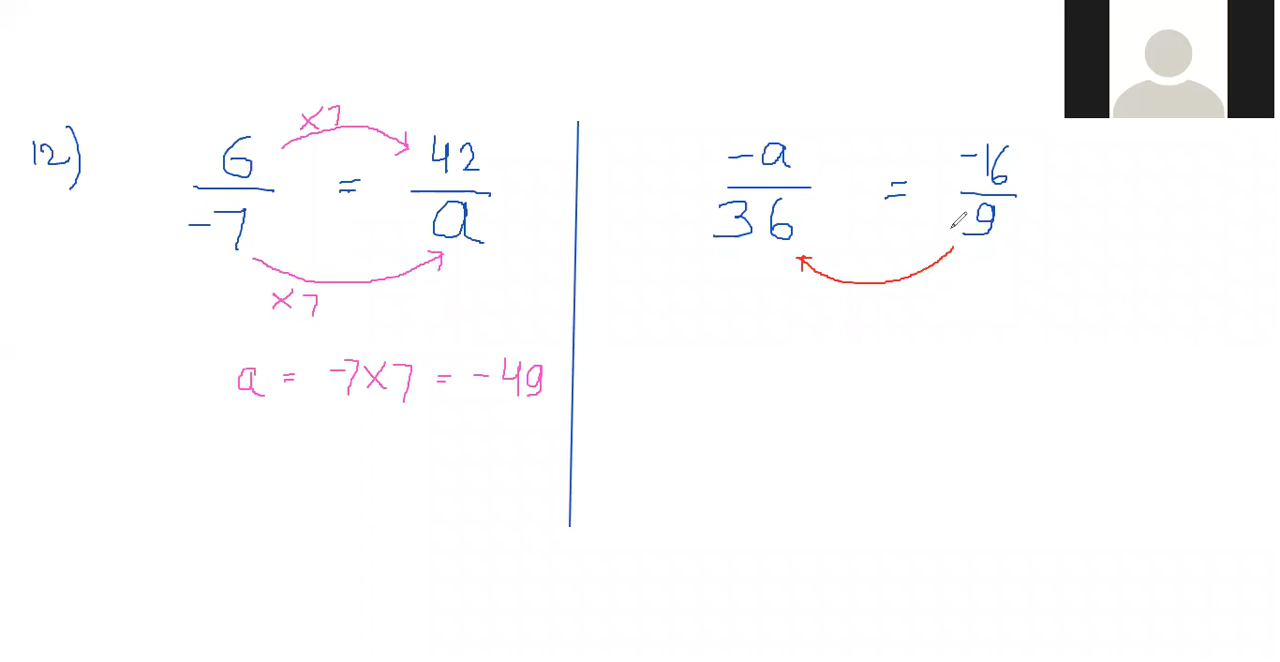 12)
×7
6/-7 = 42/a
×7
a = -7×7 = -49
-a/36 = -16/9